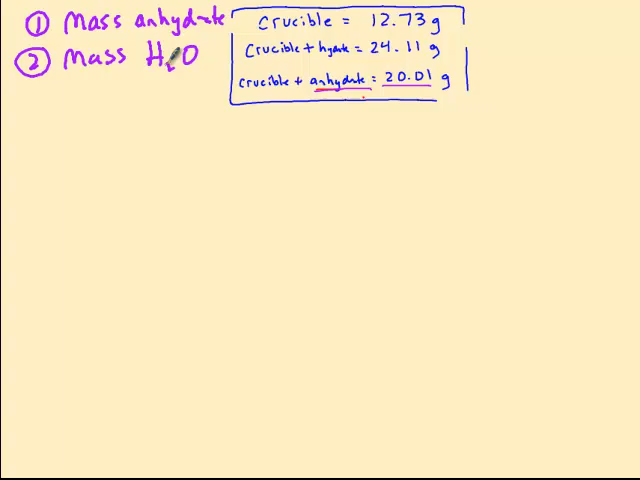 ① Mass anhydrate
② Mass H₂O
Crucible = 12.73 g
Crucible + hydrate = 24.11 g
crucible + anhydrate = 20.01 g